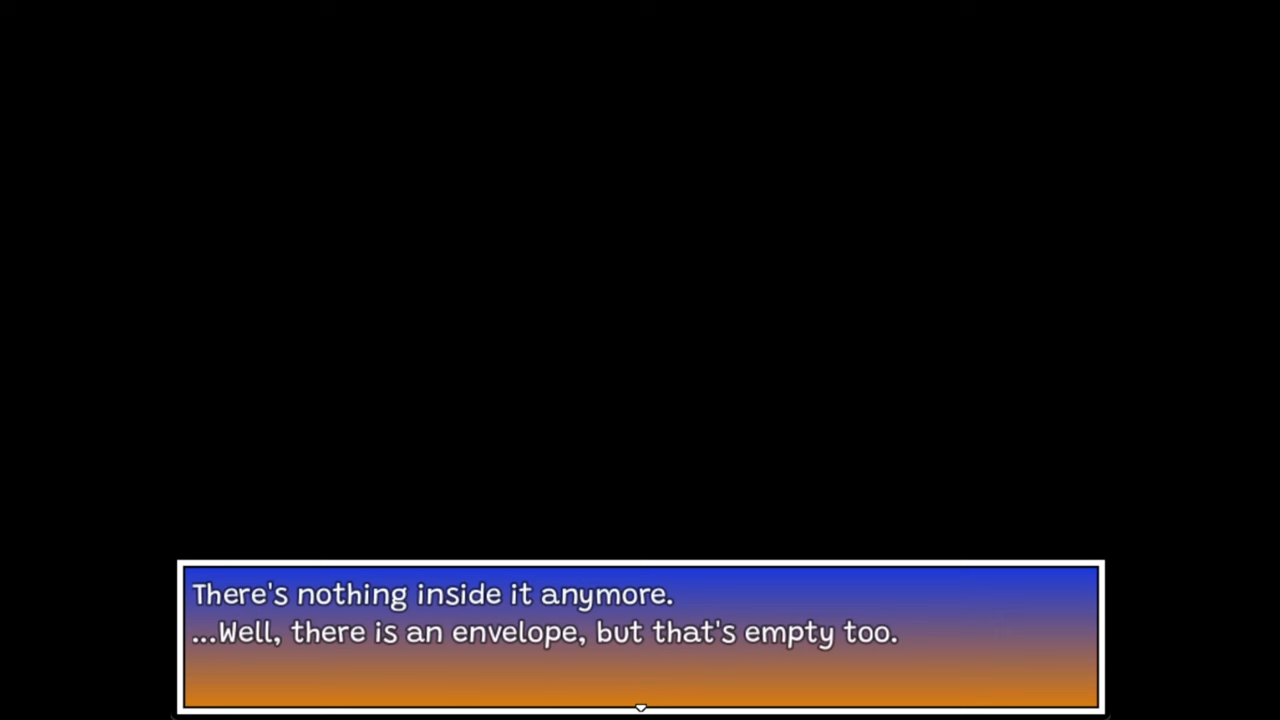 There's nothing inside it anymore.
...Well, there is an envelope, but that's empty too.